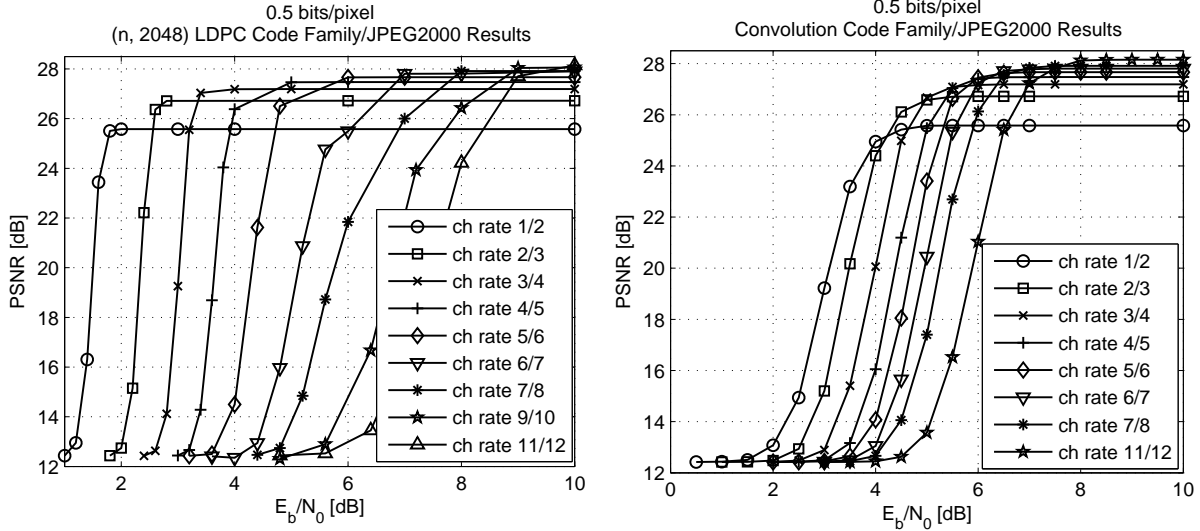 0.5 bits/pixel
(n, 2048) LDPC Code Family/JPEG2000 Results
28
26
24
22
20
18
16
14
12
PSNR [dB]
2
4
6
8
10
E_b/N_0 [dB]
ch rate 1/2
ch rate 2/3
ch rate 3/4
ch rate 4/5
ch rate 5/6
ch rate 6/7
ch rate 7/8
ch rate 9/10
ch rate 11/12
0.5 bits/pixel
Convolution Code Family/JPEG2000 Results
28
26
24
22
20
18
16
14
12
PSNR [dB]
0
2
4
6
8
10
E_b/N_0 [dB]
ch rate 1/2
ch rate 2/3
ch rate 3/4
ch rate 4/5
ch rate 5/6
ch rate 6/7
ch rate 7/8
ch rate 11/12